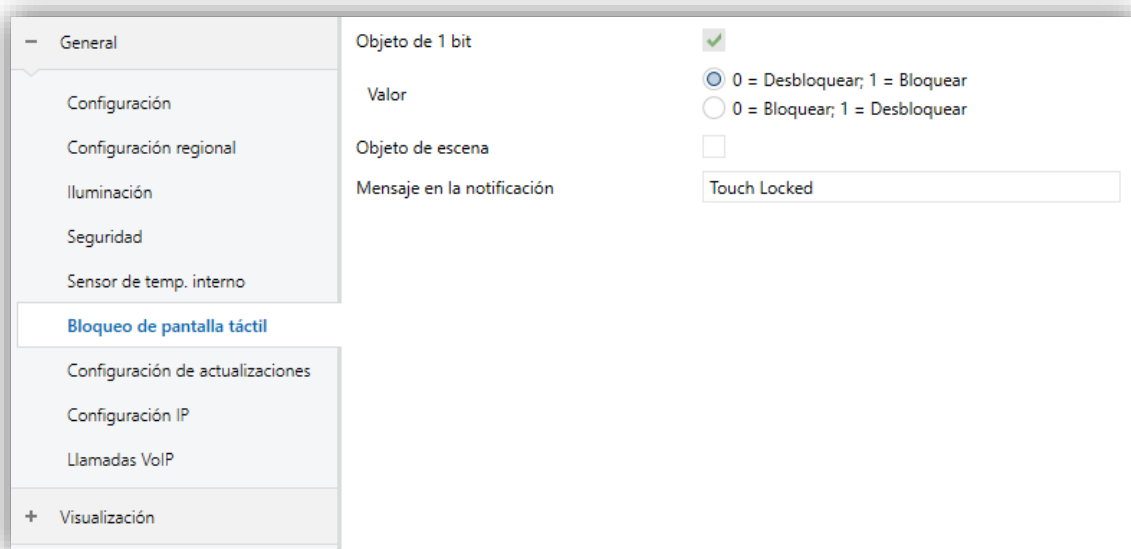 − General
Configuración
Configuración regional
Iluminación
Seguridad
Sensor de temp. interno
Bloqueo de pantalla táctil
Configuración de actualizaciones
Configuración IP
Llamadas VoIP
+ Visualización
Objeto de 1 bit
Valor
0 = Desbloquear; 1 = Bloquear
0 = Bloquear; 1 = Desbloquear
Objeto de escena
Mensaje en la notificación
Touch Locked